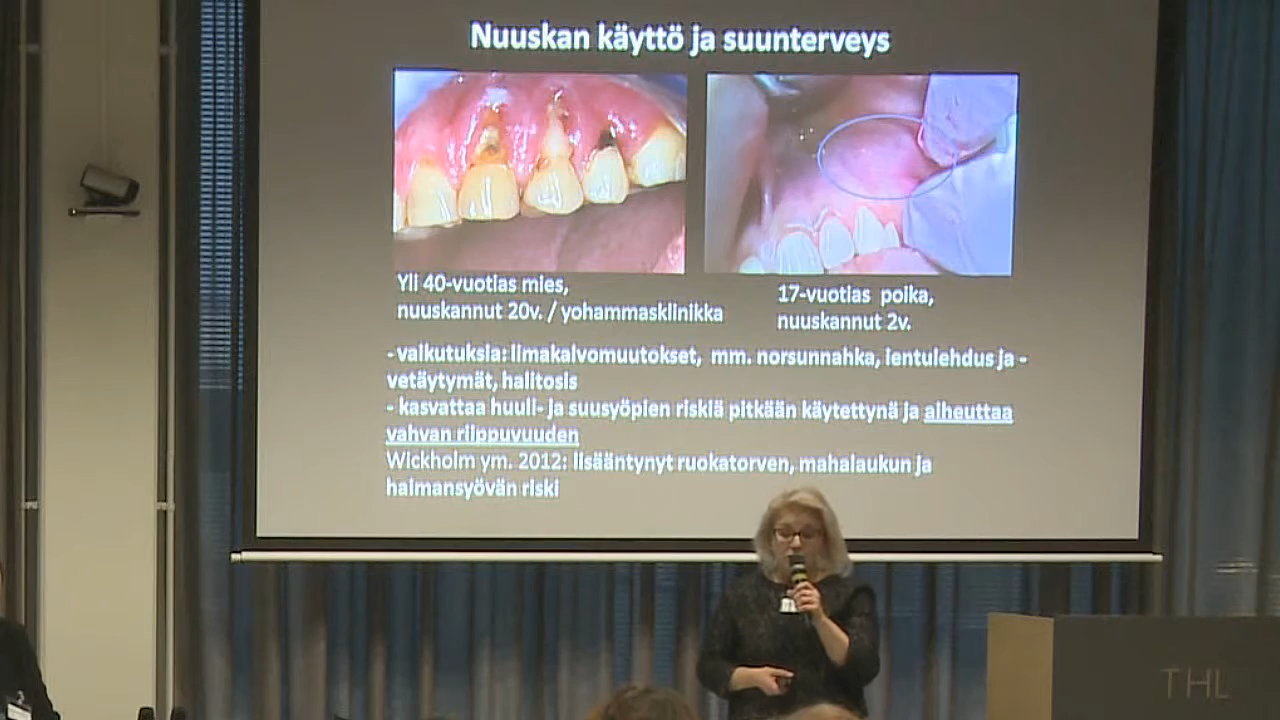 Nuuskan käyttö ja suunterveys
Yli 40-vuotias mies,
nuuskannut 20v. / yohammasklinikka
17-vuotias poika,
nuuskannut 2v.
- vaikutuksia: limakalvomuutokset, mm. norsunnahka, ientulehdus ja -
vetäytymät, halitosis
- kasvattaa huuli- ja suusyöpien riskiä pitkään käytettynä ja aiheuttaa
vahvan riippuvuuden
Wickholm ym. 2012: lisääntynyt ruokatorven, mahalaukun ja
haimansyövän riski
THL